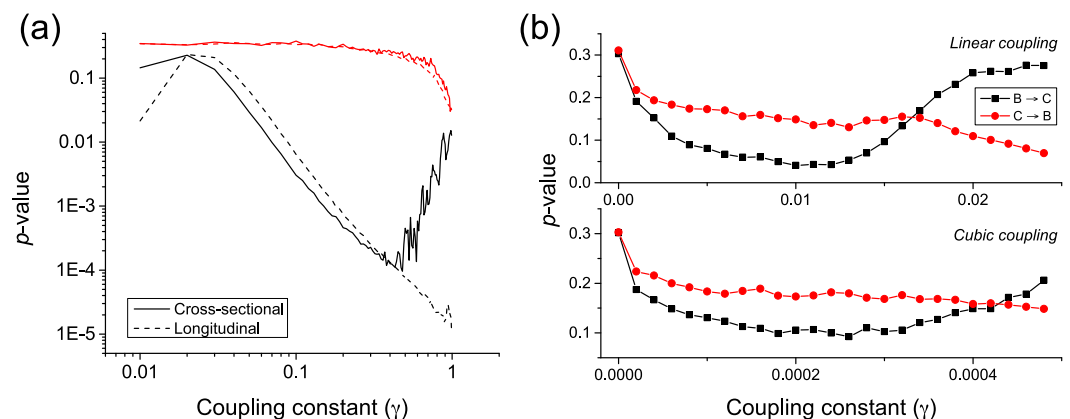 (a)
p-value
0.1
0.01
1E-3
1E-4
1E-5
Cross-sectional
Longitudinal
0.01
0.1
1
Coupling constant (γ)
(b)
p-value
Linear coupling
B → C
C → B
0.3
0.2
0.1
0.0
0.00
0.01
0.02
Cubic coupling
0.3
0.2
0.1
0.0000
0.0002
0.0004
Coupling constant (γ)